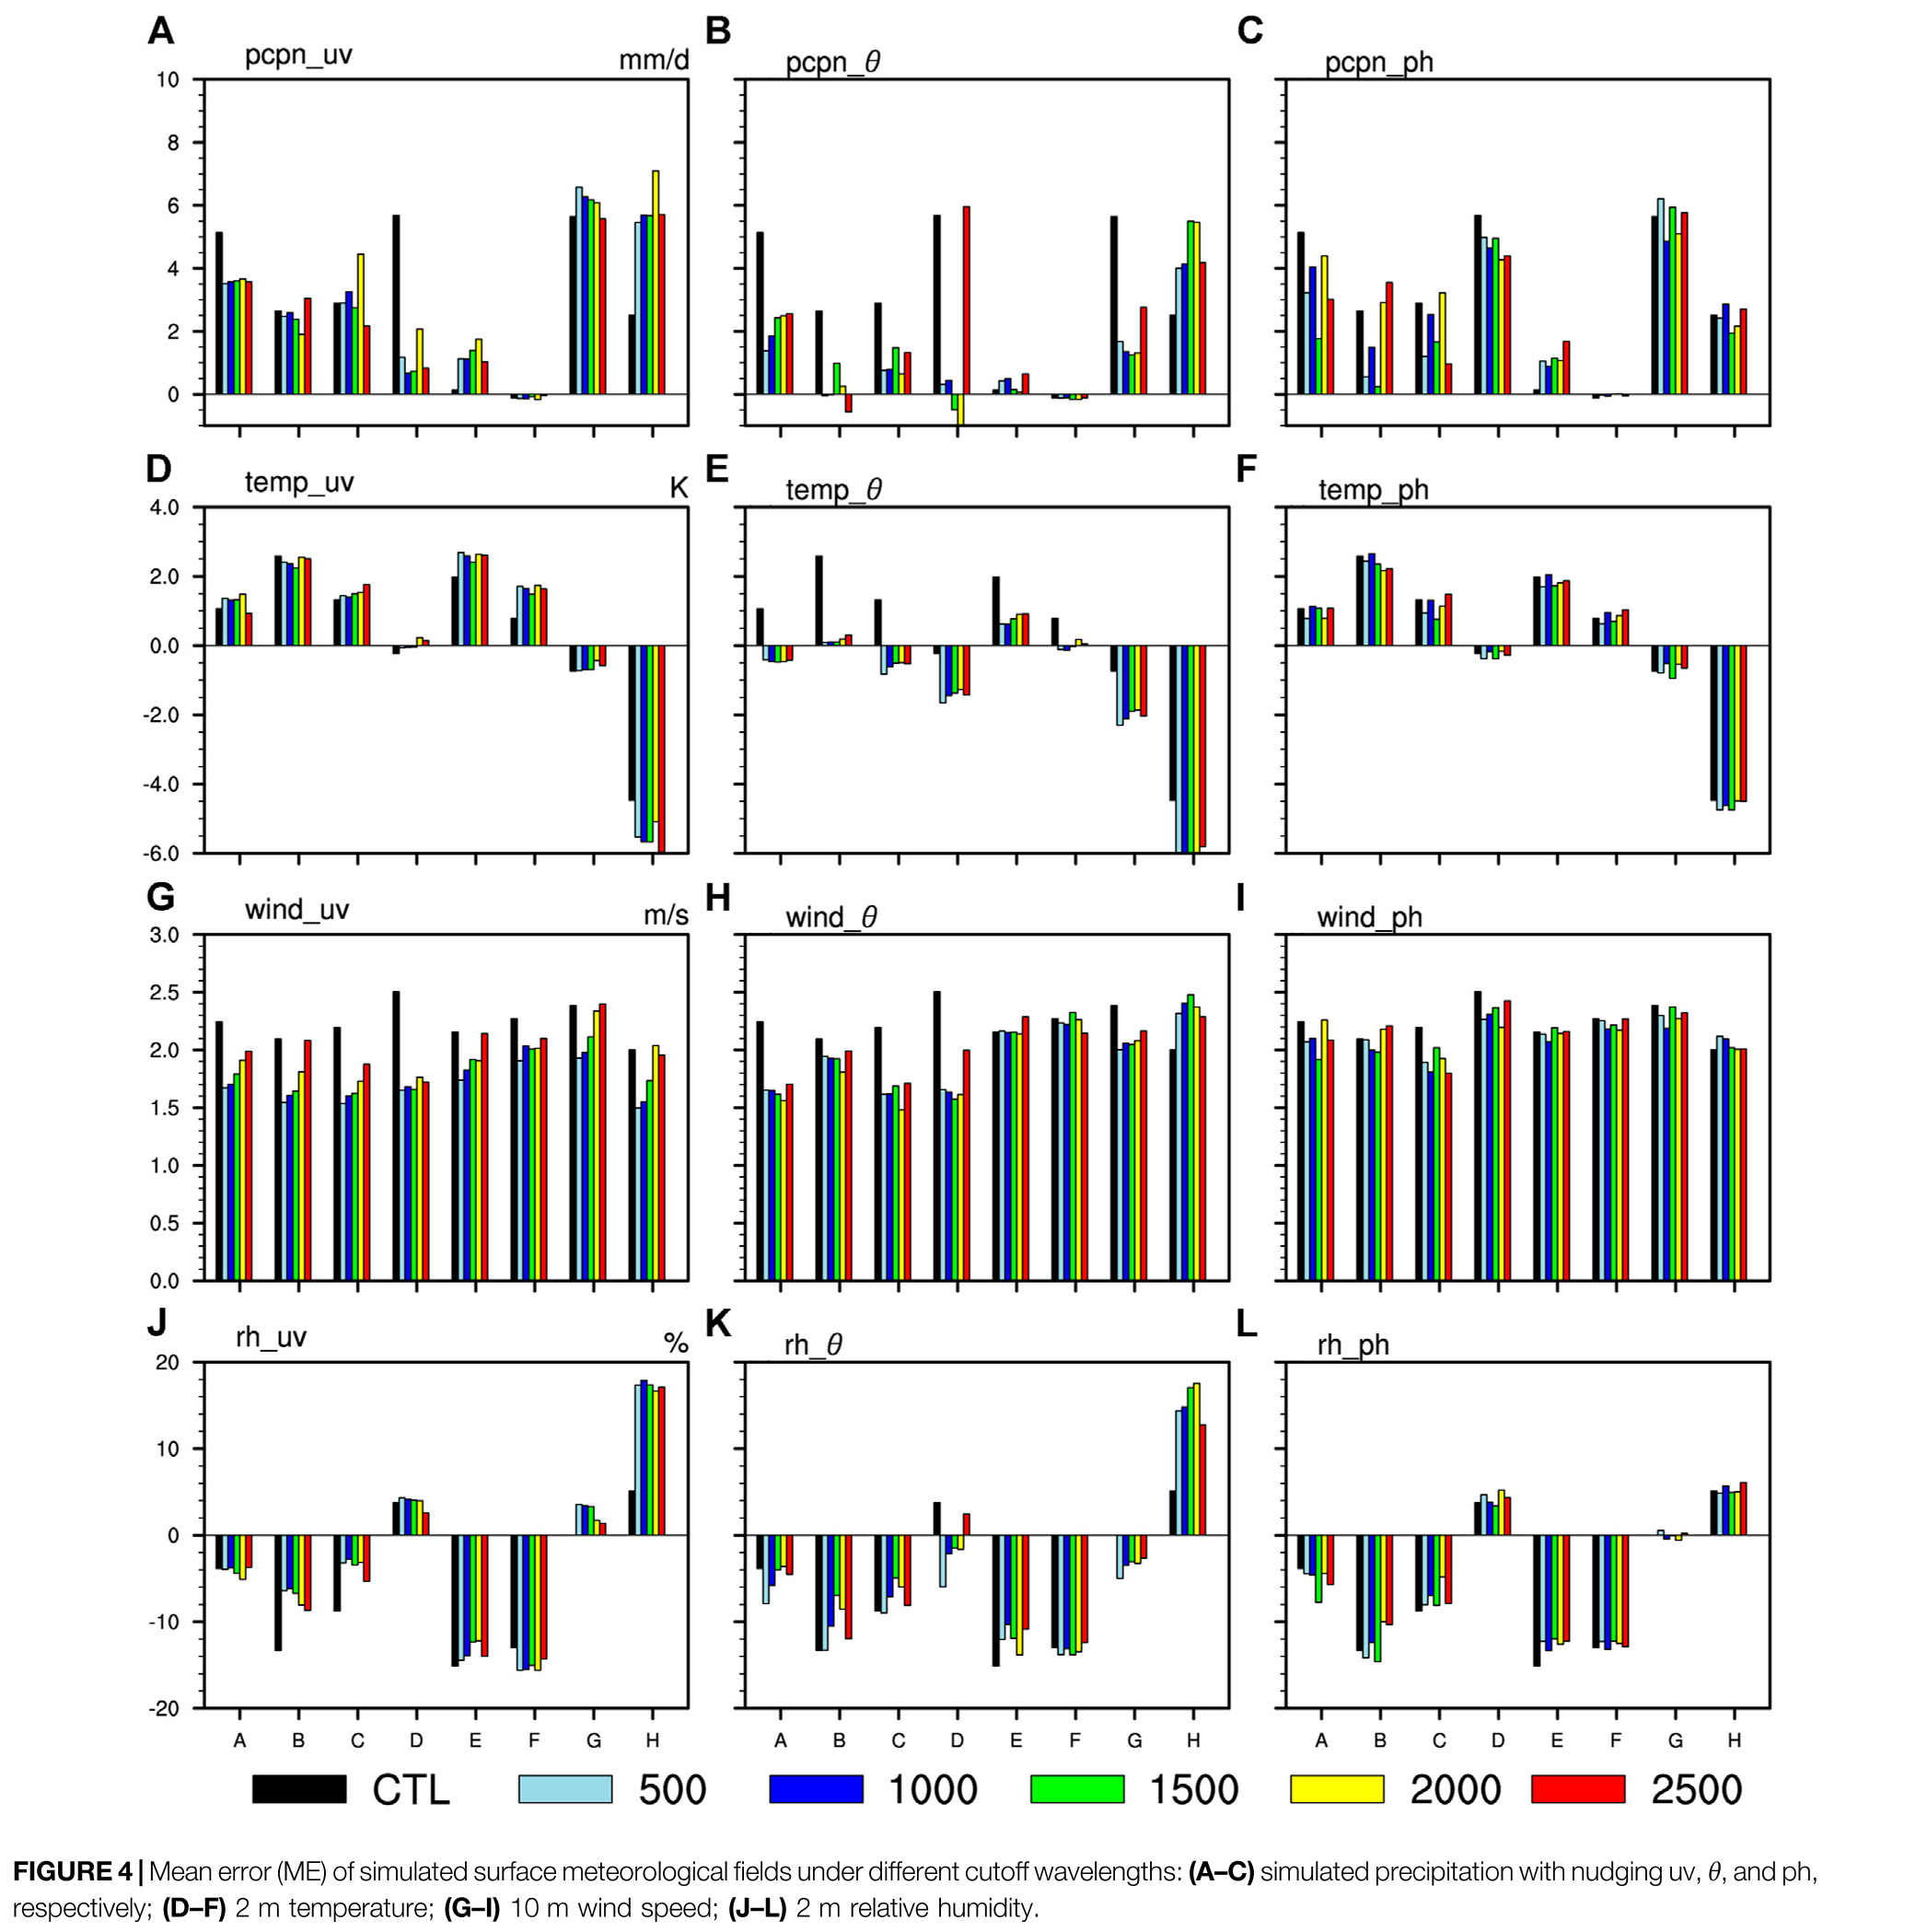 A B C
pcpn_uv mm/d pcpn_θ pcpn_ph
10
8
6
4
2
0
D E F
temp_uv K temp_θ temp_ph
4.0
2.0
0.0
-2.0
-4.0
-6.0
G H I
wind_uv m/s wind_θ wind_ph
3.0
2.5
2.0
1.5
1.0
0.5
0.0
J K L
rh_uv % rh_θ rh_ph
20
10
0
-10
-20
A B C D E F G H A B C D E F G H A B C D E F G H
CTL 500 1000 1500 2000 2500
FIGURE 4 | Mean error (ME) of simulated surface meteorological fields under different cutoff wavelengths: (A–C) simulated precipitation with nudging uv, θ, and ph,
respectively; (D–F) 2 m temperature; (G–I) 10 m wind speed; (J–L) 2 m relative humidity.